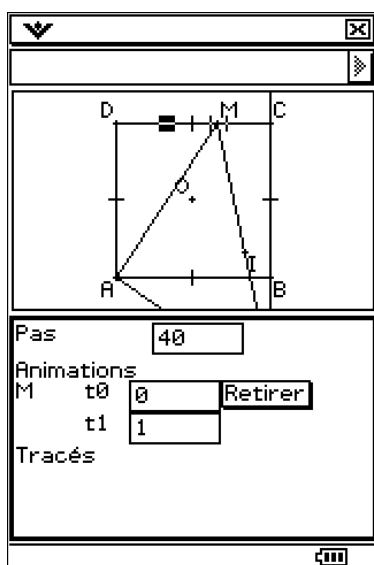 D M C
O
I
A B
Pas 40
Animations
M t0 0 Retirer
t1 1
Tracés